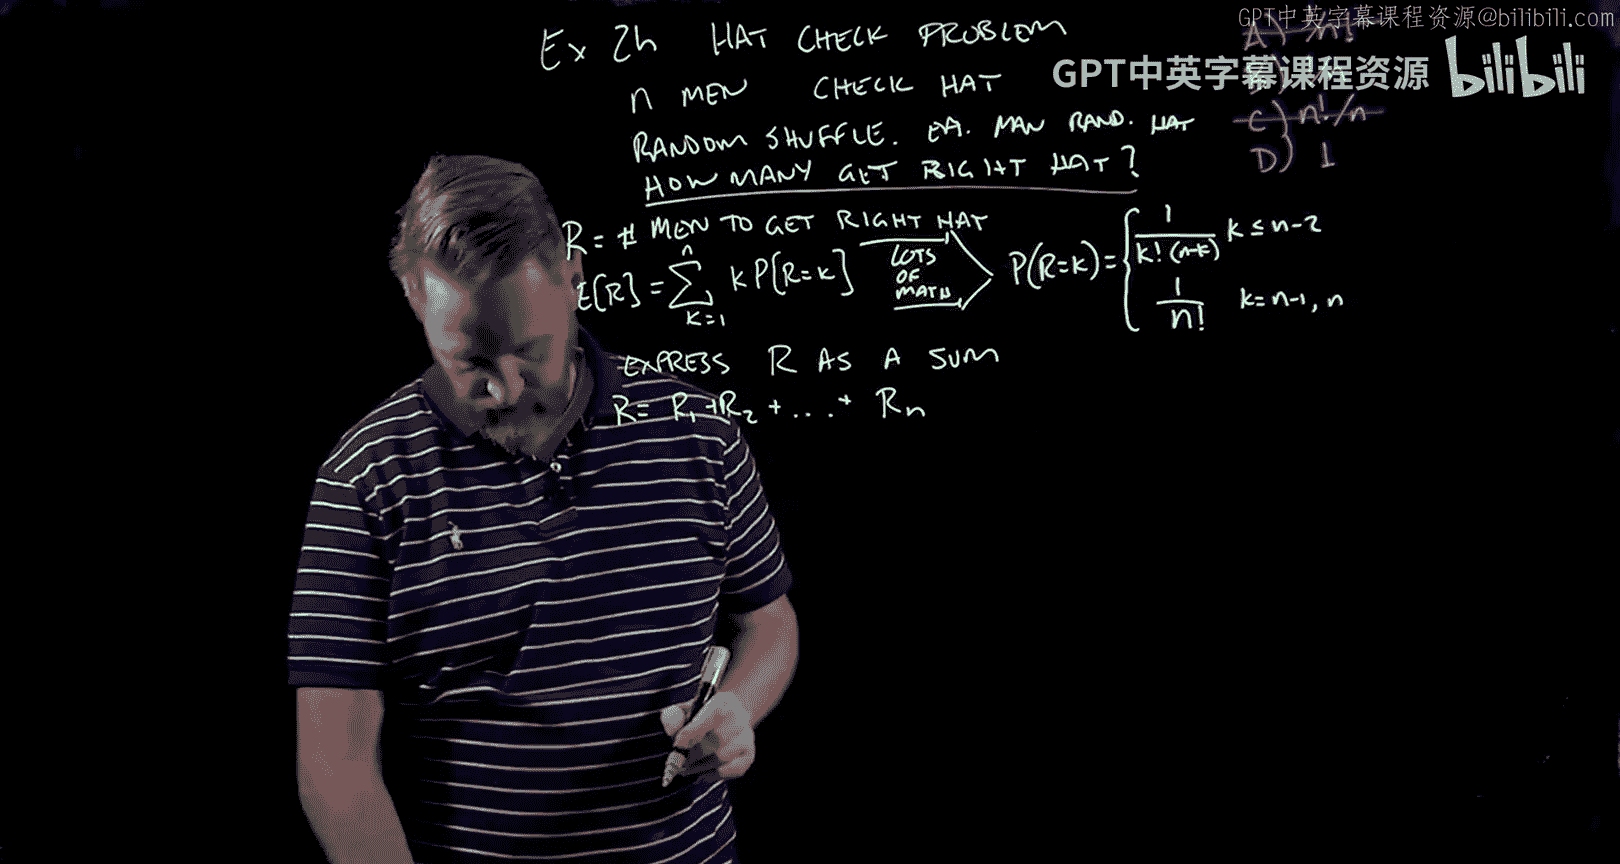 GPT中英字幕课程资源@bilibili.com
GPT中英字幕课程资源 bilibili
Ex 2h HAT CHECK PROBLEM
n MEN CHECK HAT
RANDOM SHUFFLE. EA. MAN RAND. HAT
HOW MANY GET RIGHT HAT?
A) n!
C) n!/n
D) 1
R = # MEN TO GET RIGHT HAT
E[R] = n∑k=1 k P[R=k]
LOTS
OF
MATH
P(R=k) = { 1/k!(n-k) k ≤ n-2
1/n! k = n-1, n
EXPRESS R AS A SUM
R = R₁ + R₂ + ... + Rₙ